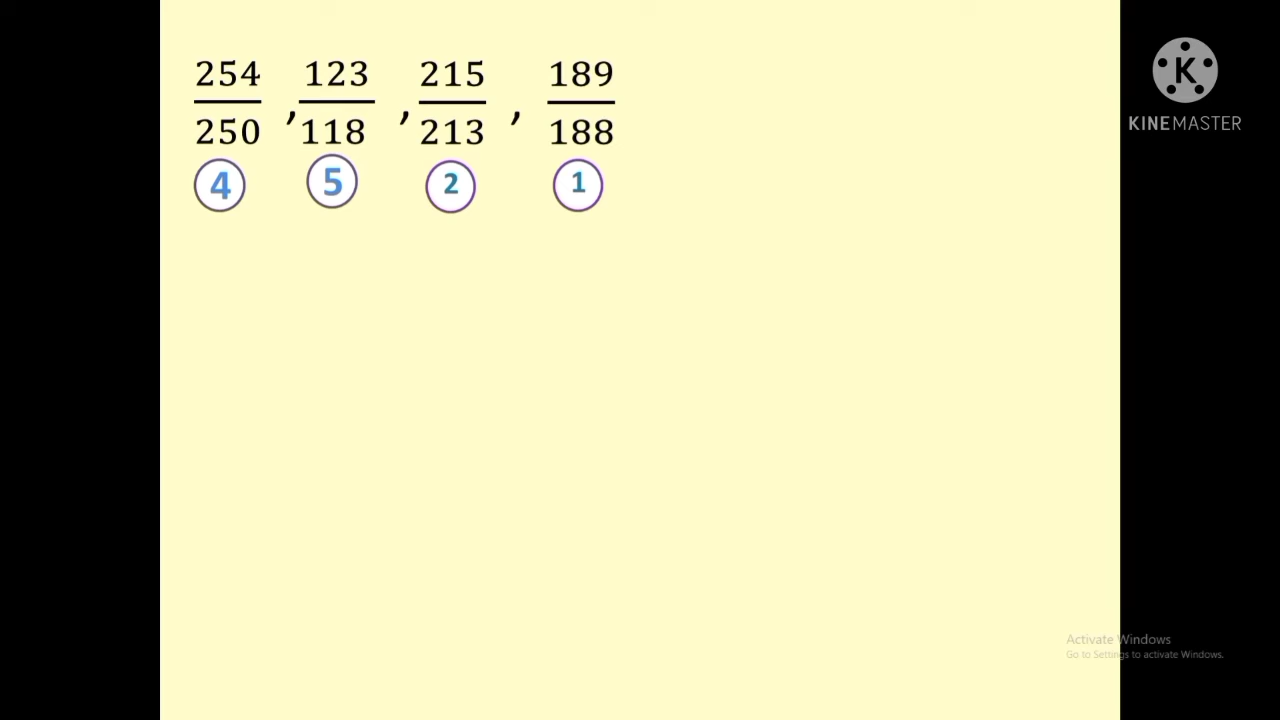 254 123 215 189
, , ,
250 118 213 188
4 5 2 1
K
KINEMASTER
Activate Windows
Go to Settings to activate Windows.